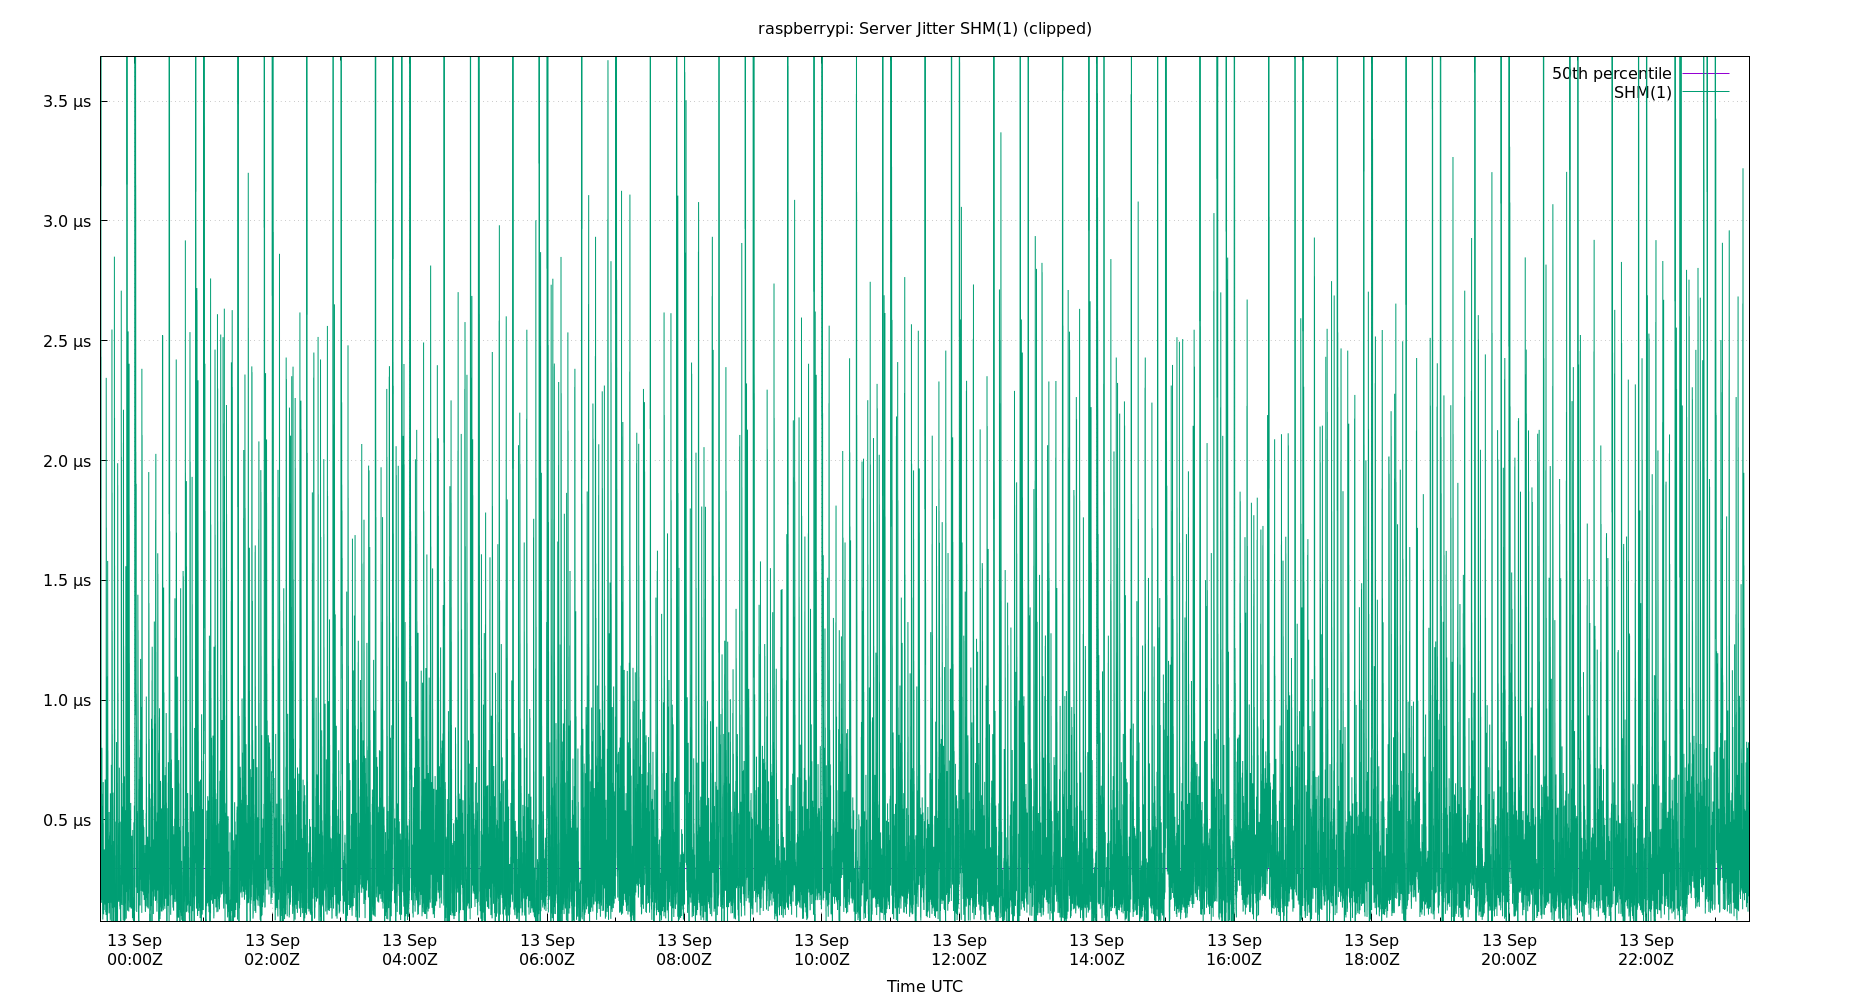 raspberrypi: Server Jitter SHM(1) (clipped)
50th percentile
SHM(1)
3.5 µs
3.0 µs
2.5 µs
2.0 µs
1.5 µs
1.0 µs
0.5 µs
13 Sep 13 Sep 13 Sep 13 Sep 13 Sep 13 Sep 13 Sep 13 Sep 13 Sep 13 Sep 13 Sep 13 Sep
00:00Z 02:00Z 04:00Z 06:00Z 08:00Z 10:00Z 12:00Z 14:00Z 16:00Z 18:00Z 20:00Z 22:00Z
Time UTC